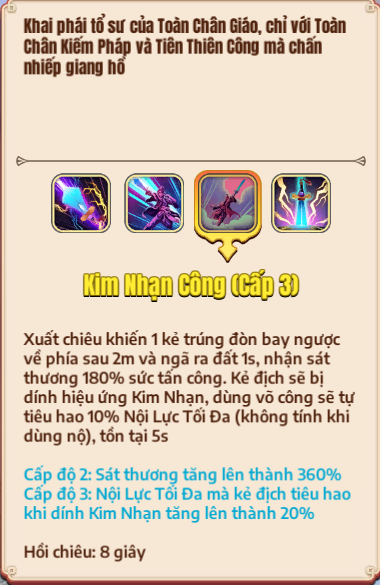 Khai phái tổ sư của Toàn Chân Giáo, chỉ với Toàn
Chân Kiếm Pháp và Tiên Thiên Công mà chấn
nhiếp giang hồ
Kim Nhạn Công (Cấp 3)
Xuất chiêu khiến 1 kẻ trúng đòn bay ngược
về phía sau 2m và ngã ra đất 1s, nhận sát
thương 180% sức tấn công. Kẻ địch sẽ bị
dính hiệu ứng Kim Nhạn, dùng võ công sẽ tự
tiêu hao 10% Nội Lực Tối Đa (không tính khi
dùng nộ), tồn tại 5s
Cấp độ 2: Sát thương tăng lên thành 360%
Cấp độ 3: Nội Lực Tối Đa mà kẻ địch tiêu hao
khi dính Kim Nhạn tăng lên thành 20%
Hồi chiêu: 8 giây